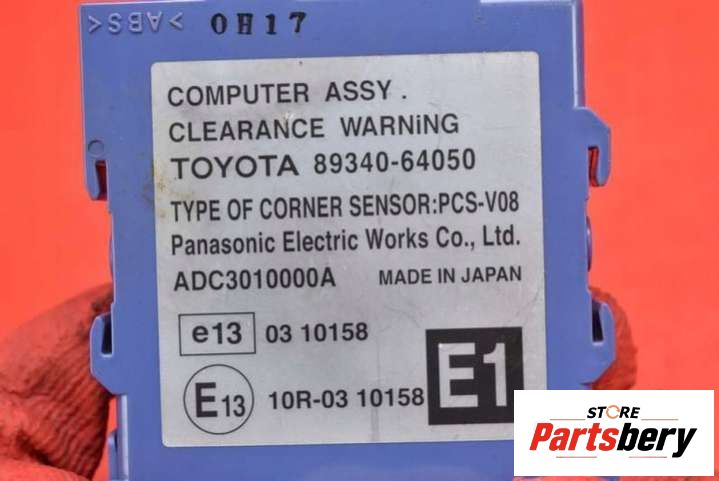 >ABS< OH17
COMPUTER ASSY .
CLEARANCE WARNiNG
TOYOTA 89340-64050
TYPE OF CORNER SENSOR:PCS-V08
Panasonic Electric Works Co., Ltd.
ADC3010000A MADE IN JAPAN
e13 03 10158
E13 10R-03 10158 E1
STORE
Partsbery